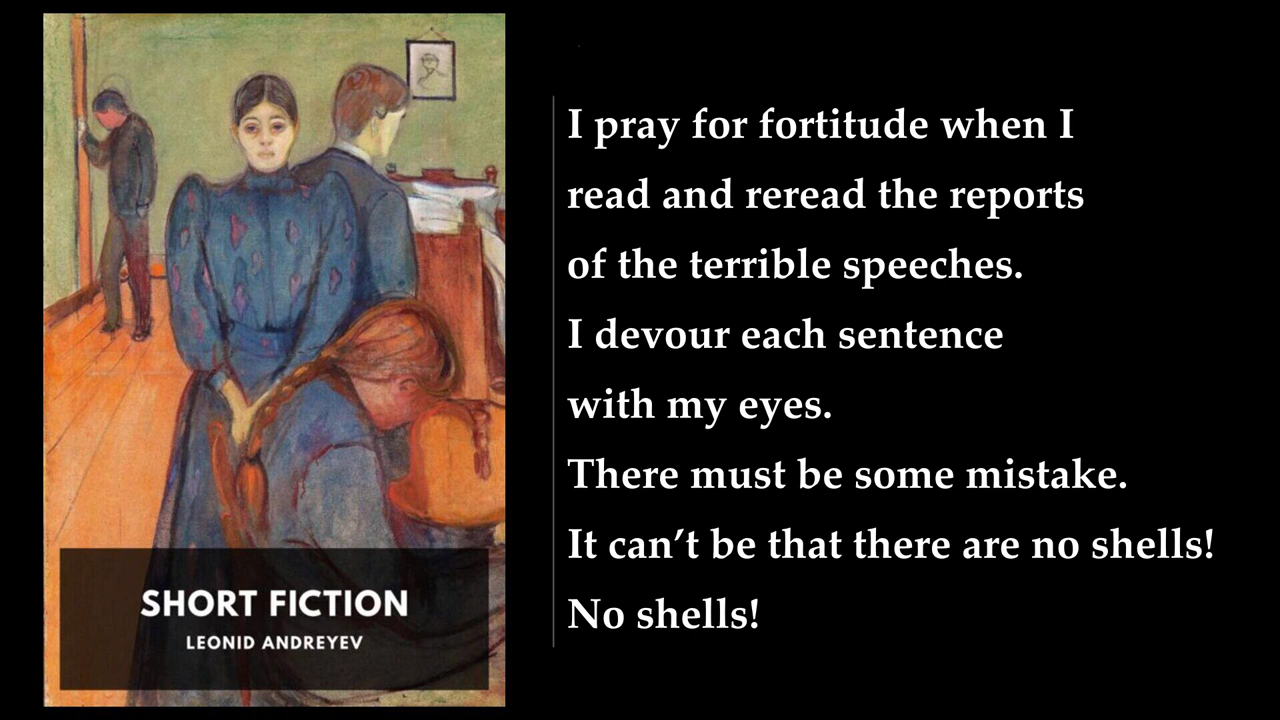 SHORT FICTION
LEONID ANDREYEV
I pray for fortitude when I
read and reread the reports
of the terrible speeches.
I devour each sentence
with my eyes.
There must be some mistake.
It can’t be that there are no shells!
No shells!